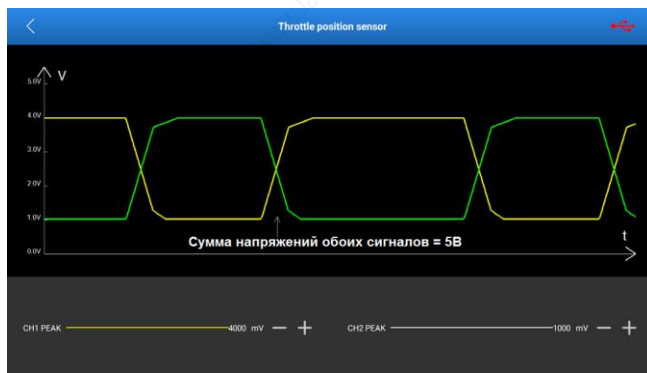 Throttle position sensor
V
5.0V
4.0V
3.0V
2.0V
1.0V
0.0V
t
Сумма напряжений обоих сигналов = 5В
CH1 PEAK 4000 mV — +
CH2 PEAK 1000 mV — +